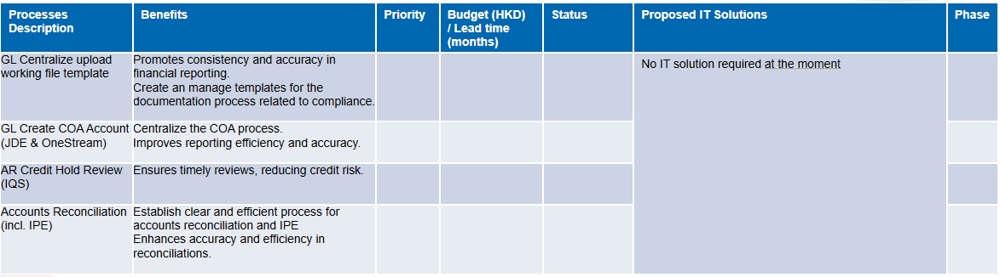 Processes
Description
Benefits
Priority
Budget (HKD)
/ Lead time
(months)
Status
Proposed IT Solutions
Phase
GL Centralize upload
working file template
Promotes consistency and accuracy in
financial reporting.
Create an manage templates for the
documentation process related to compliance.
No IT solution required at the moment
GL Create COA Account
(JDE & OneStream)
Centralize the COA process.
Improves reporting efficiency and accuracy.
AR Credit Hold Review
(IQS)
Ensures timely reviews, reducing credit risk.
Accounts Reconciliation
(incl. IPE)
Establish clear and efficient process for
accounts reconciliation and IPE
Enhances accuracy and efficiency in
reconciliations.